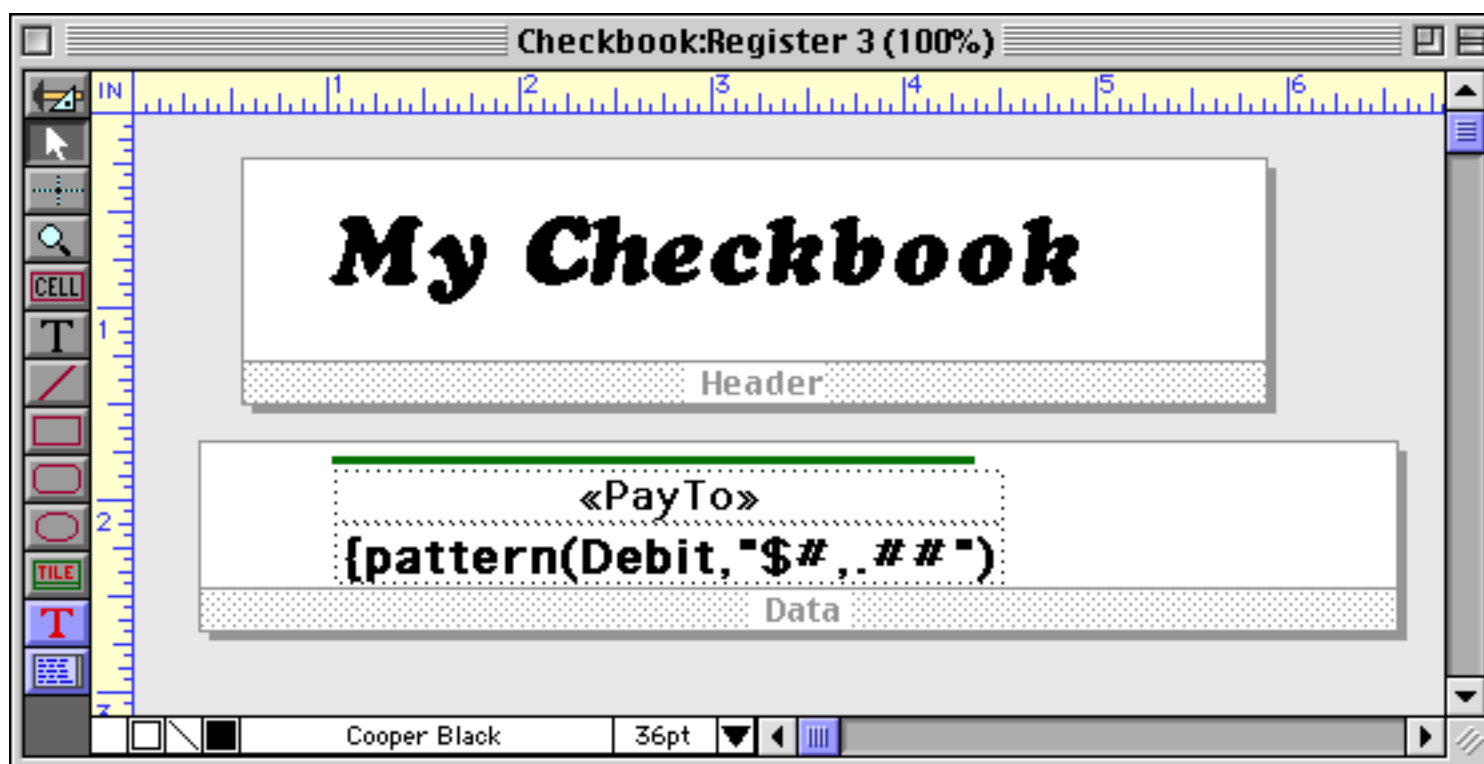 Checkbook:Register 3 (100%)
IN 1 2 3 4 5 6
CELL
T
1
My Checkbook
Header
2
«PayTo»
{pattern(Debit,"$#,.##")
TILE
Data
T
3
Cooper Black 36pt